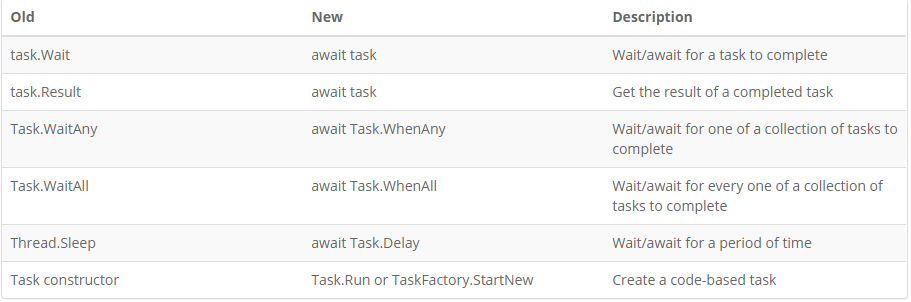 Old New Description
task.Wait await task Wait/await for a task to complete
task.Result await task Get the result of a completed task
Task.WaitAny await Task.WhenAny Wait/await for one of a collection of tasks to
complete
Task.WaitAll await Task.WhenAll Wait/await for every one of a collection of
tasks to complete
Thread.Sleep await Task.Delay Wait/await for a period of time
Task constructor Task.Run or TaskFactory.StartNew Create a code-based task